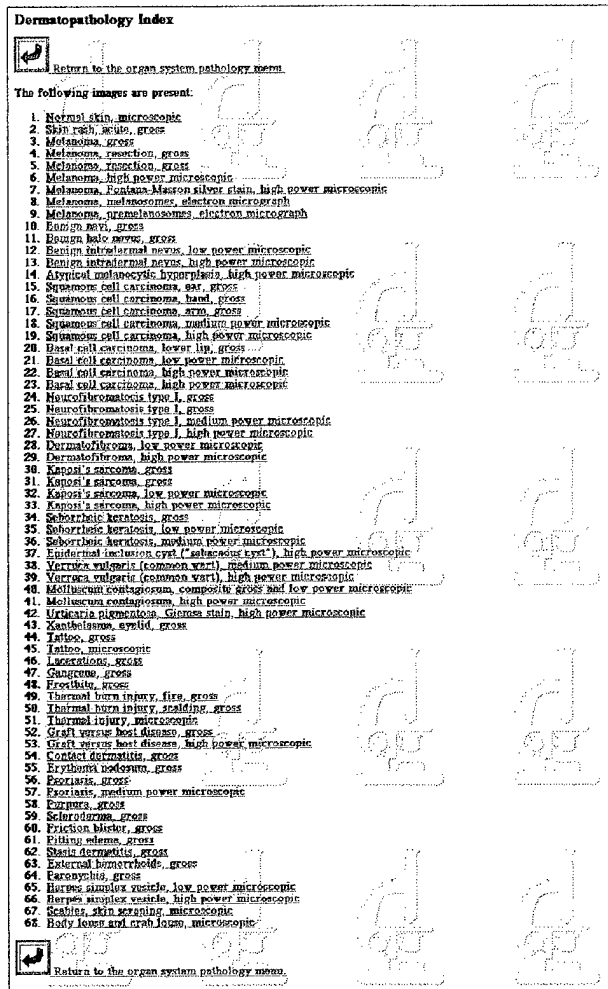 Dermatopathology Index
Return to the organ system pathology menu
The following images are present:
1. Normal skin, microscopic
2. Skin rash, acute, gross
3. Melanoma, gross
4. Melanoma, resection, gross
5. Melanoma, resection, gross
6. Melanoma, high power microscopic
7. Melanoma, Fontana-Masson silver stain, high power microscopic
8. Melanoma, melanosomes, electron micrograph
9. Melanoma, premelanosomes, electron micrograph
10. Benign nevi, gross
11. Benign halo nevus, gross
12. Benign intradermal nevus, low power microscopic
13. Benign intradermal nevus, high power microscopic
14. Atypical melanocytic hyperplasia, high power microscopic
15. Squamous cell carcinoma, ear, gross
16. Squamous cell carcinoma, hand, gross
17. Squamous cell carcinoma, arm, gross
18. Squamous cell carcinoma, medium power microscopic
19. Squamous cell carcinoma, high power microscopic
20. Basal cell carcinoma, lower lip, gross
21. Basal cell carcinoma, low power microscopic
22. Basal cell carcinoma, high power microscopic
23. Basal cell carcinoma, high power microscopic
24. Neurofibromatosis type I, gross
25. Neurofibromatosis type I, gross
26. Neurofibromatosis type I, medium power microscopic
27. Neurofibromatosis type I, high power microscopic
28. Dermatofibroma, low power microscopic
29. Dermatofibroma, high power microscopic
30. Kaposi's sarcoma, gross
31. Kaposi's sarcoma, gross
32. Kaposi's sarcoma, low power microscopic
33. Kaposi's sarcoma, high power microscopic
34. Seborrheic keratosis, gross
35. Seborrheic keratosis, low power microscopic
36. Seborrheic keratosis, medium power microscopic
37. Epidermal inclusion cyst ("sebaceous cyst"), high power microscopic
38. Verruca vulgaris (common wart), medium power microscopic
39. Verruca vulgaris (common wart), high power microscopic
40. Molluscum contagiosum, composite gross and low power microscopic
41. Molluscum contagiosum, high power microscopic
42. Urticaria pigmentosa, Giemsa stain, high power microscopic
43. Xanthelasma, eyelid, gross
44. Tattoo, gross
45. Tattoo, microscopic
46. Lacerations, gross
47. Gangrene, gross
48. Frostbite, gross
49. Thermal burn injury, fire, gross
50. Thermal burn injury, scalding, gross
51. Thermal injury, microscopic
52. Graft versus host disease, gross
53. Graft versus host disease, high power microscopic
54. Contact dermatitis, gross
55. Erythema nodosum, gross
56. Psoriasis, gross
57. Psoriasis, medium power microscopic
58. Purpura, gross
59. Scleroderma, gross
60. Friction blister, gross
61. Pitting edema, gross
62. Stasis dermatitis, gross
63. External hemorrhoids, gross
64. Paronychia, gross
65. Herpes simplex vesicle, low power microscopic
66. Herpes simplex vesicle, high power microscopic
67. Scabies, skin scraping, microscopic
68. Body louse and crab louse, microscopic
Return to the organ system pathology menu.